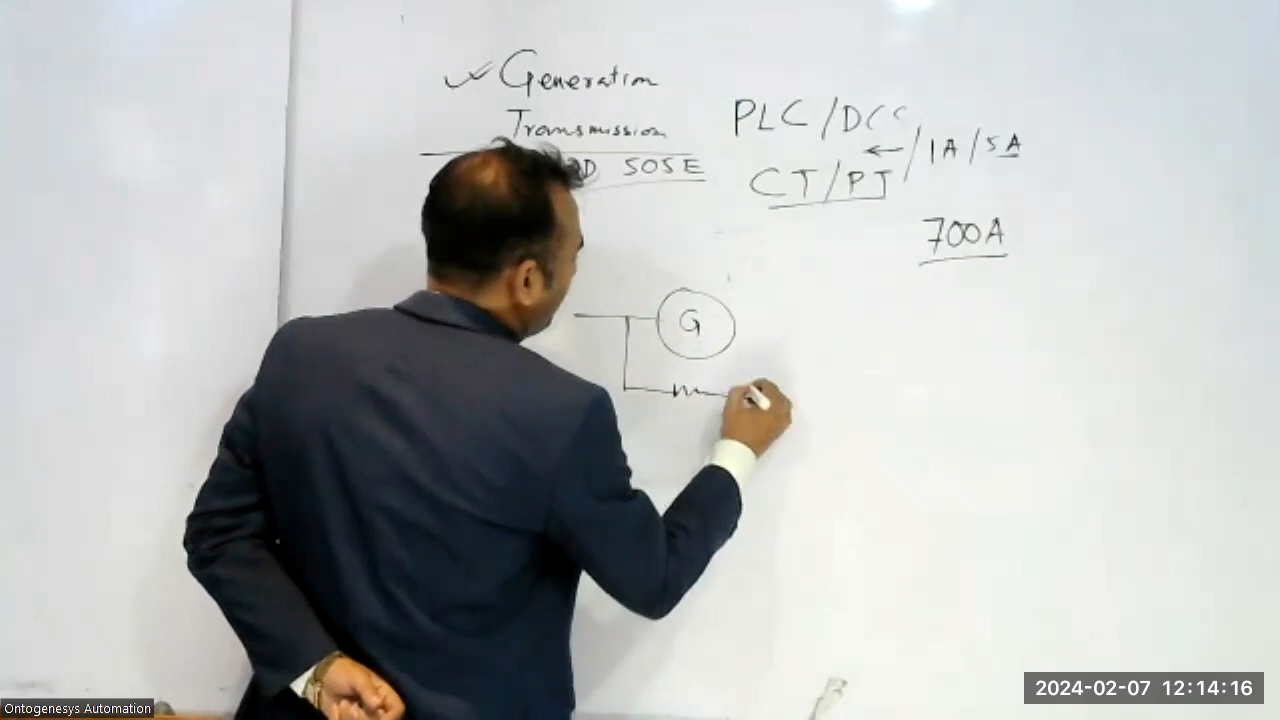 Generation
Transmission
SOSE
PLC/DCS
/1A/5A
CT/PT
700A
G
Ontogenesys Automation
2024-02-07 12:14:16